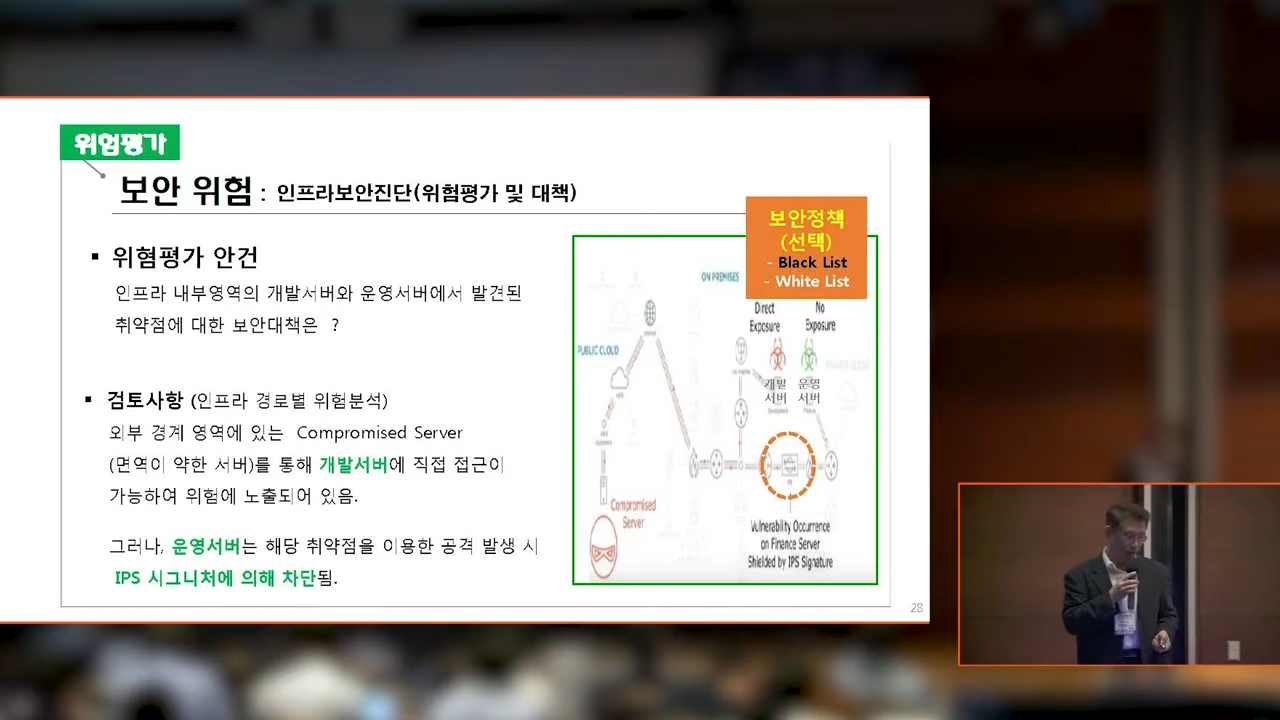 위험평가
보안 위험 : 인프라보안진단(위험평가 및 대책)
보안정책
(선택)
- Black List
- White List
▪ 위혐평가 안건
인프라 내부영역의 개발서버와 운영서버에서 발견된
취약점에 대한 보안대책은 ?
▪ 검토사항 (인프라 경로별 위험분석)
외부 경계 영역에 있는 Compromised Server
(면역이 약한 서버)를 통해 개발서버에 직접 접근이
가능하여 위험에 노출되어 있음.
그러나, 운영서버는 해당 취약점을 이용한 공격 발생 시
IPS 시그니처에 의해 차단됨.
ON PREMISES
Direct
Exposure
No
Exposure
PUBLIC CLOUD
개발
서버
운영
서버
Compromised
Server
Vulnerability Occurrence
on Finance Server
Shielded by IPS Signature
28